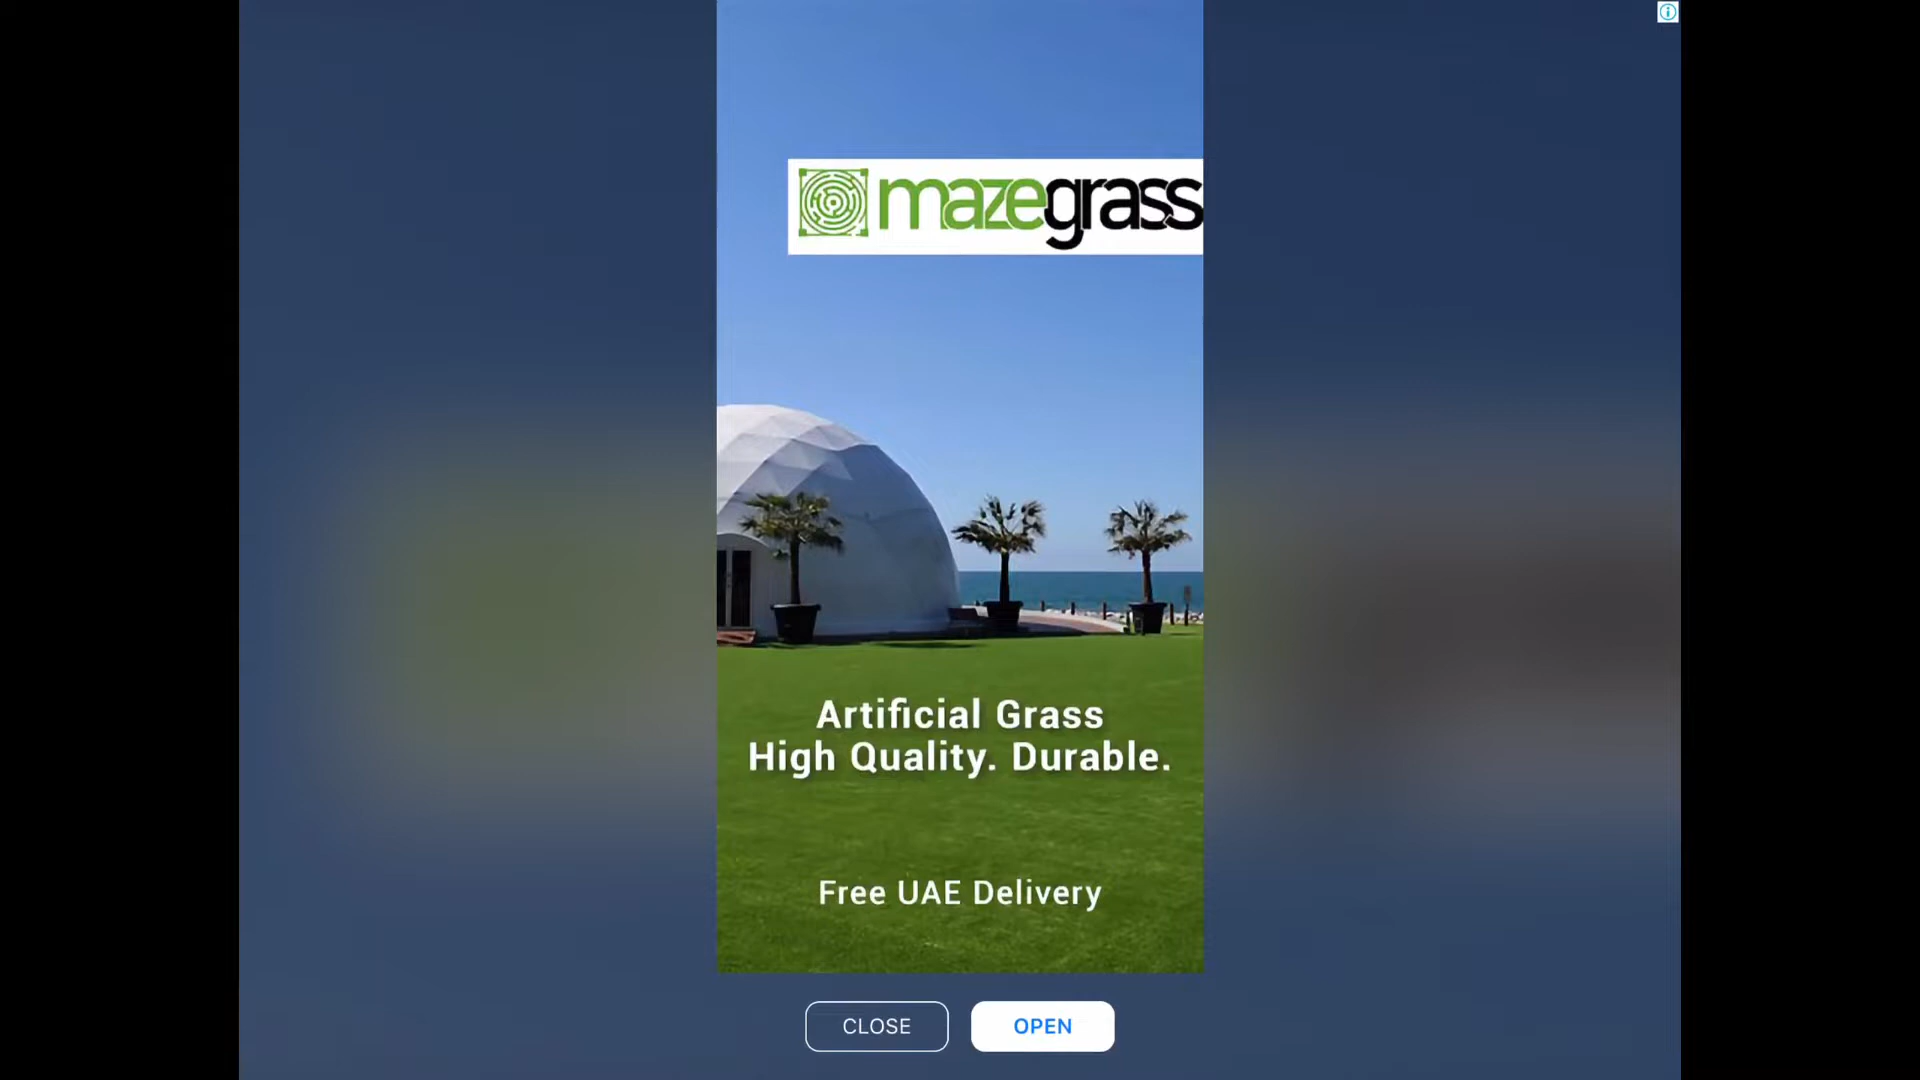 mazegrass
Artificial Grass
High Quality. Durable.
Free UAE Delivery
CLOSE
OPEN